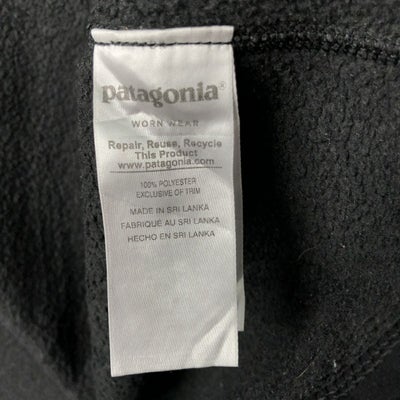 patagonia®
WORN WEAR
Repair, Reuse, Recycle
This Product
www.patagonia.com
100% POLYESTER
EXCLUSIVE OF TRIM
MADE IN SRI LANKA
FABRIQUÉ AU SRI LANKA
HECHO EN SRI LANKA